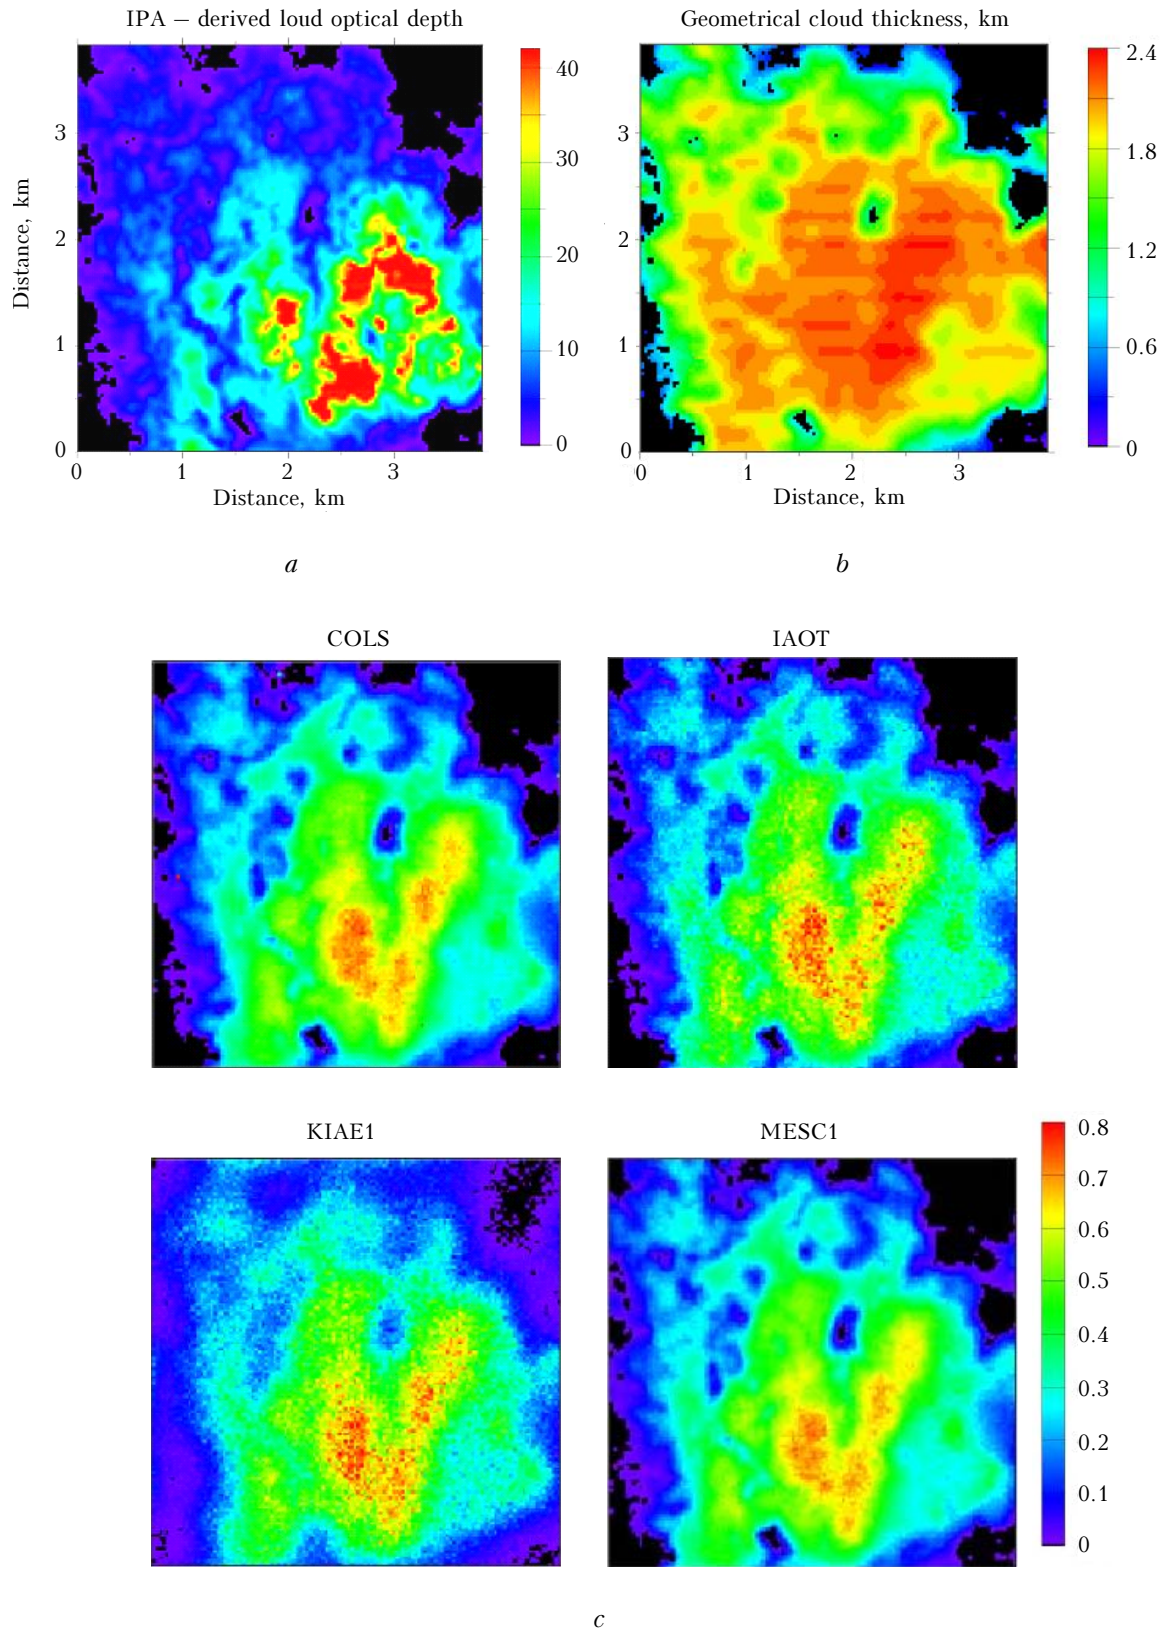 IPA – derived loud optical depth
Geometrical cloud thickness, km
Distance, km
3
2
1
0
0 1 2 3
Distance, km
40
30
20
10
0
3
2
1
0
0 1 2 3
Distance, km
2.4
1.8
1.2
0.6
0
a
b
COLS
IAOT
KIAE1
MESC1
0.8
0.7
0.6
0.5
0.4
0.3
0.2
0.1
0
c